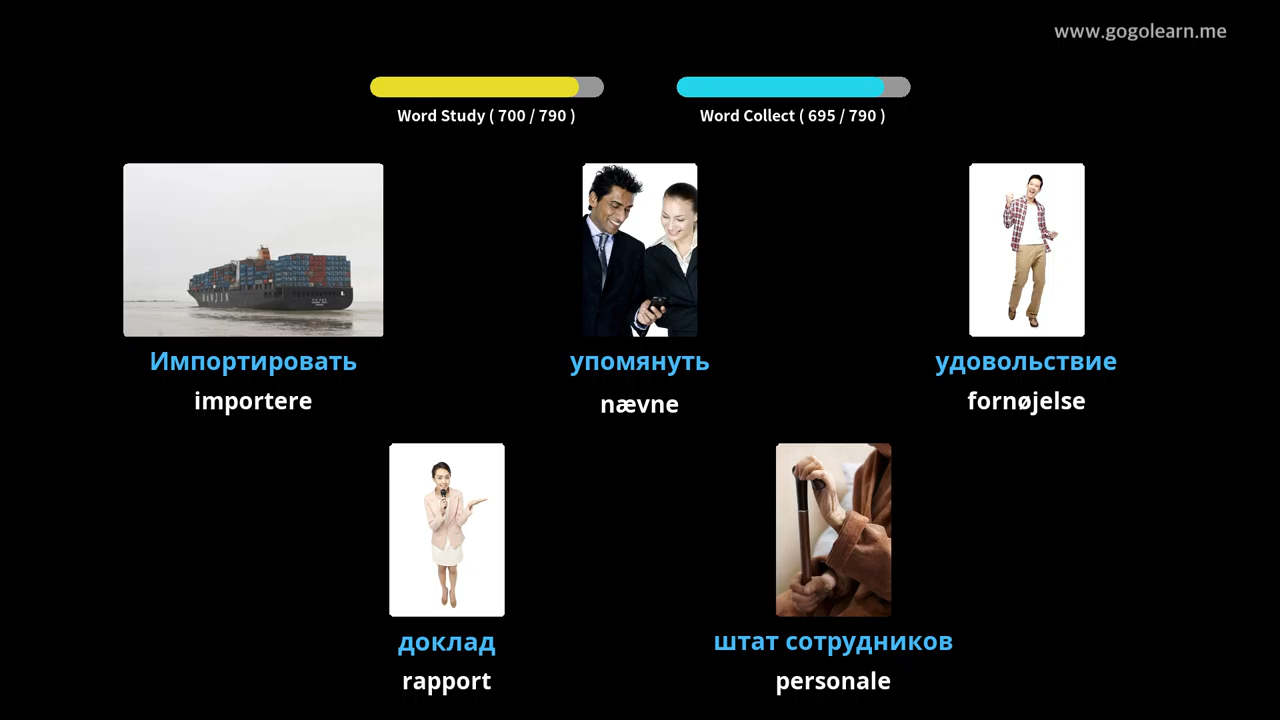 www.gogolearn.me
Word Study ( 700 / 790 )
Word Collect ( 695 / 790 )
Импортировать
importere
упомянуть
nævne
удовольствие
fornøjelse
доклад
rapport
штат сотрудников
personale